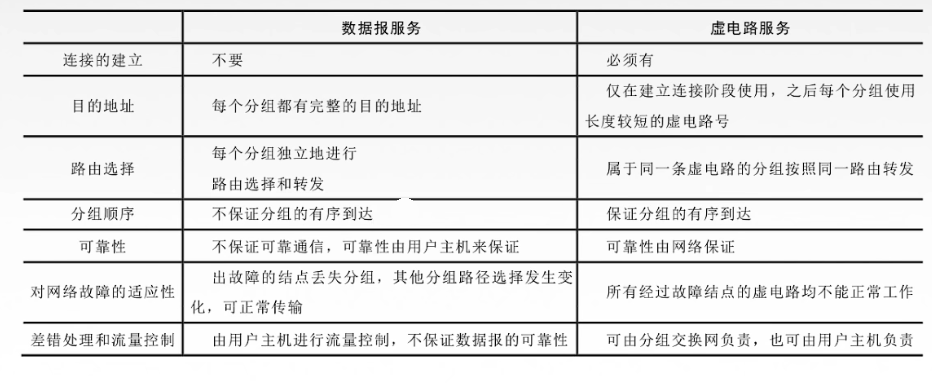 数据报服务 虚电路服务
连接的建立 不要 必须有
目的地址 每个分组都有完整的目的地址 仅在建立连接阶段使用，之后每个分组使用
长度较短的虚电路号
路由选择 每个分组独立地进行
路由选择和转发 属于同一条虚电路的分组按照同一路由转发
分组顺序 不保证分组的有序到达 保证分组的有序到达
可靠性 不保证可靠通信，可靠性由用户主机来保证 可靠性由网络保证
对网络故障的适应性 出故障的结点丢失分组，其他分组路径选择发生变
化，可正常传输 所有经过故障结点的虚电路均不能正常工作
差错处理和流量控制 由用户主机进行流量控制，不保证数据报的可靠性 可由分组交换网负责，也可由用户主机负责